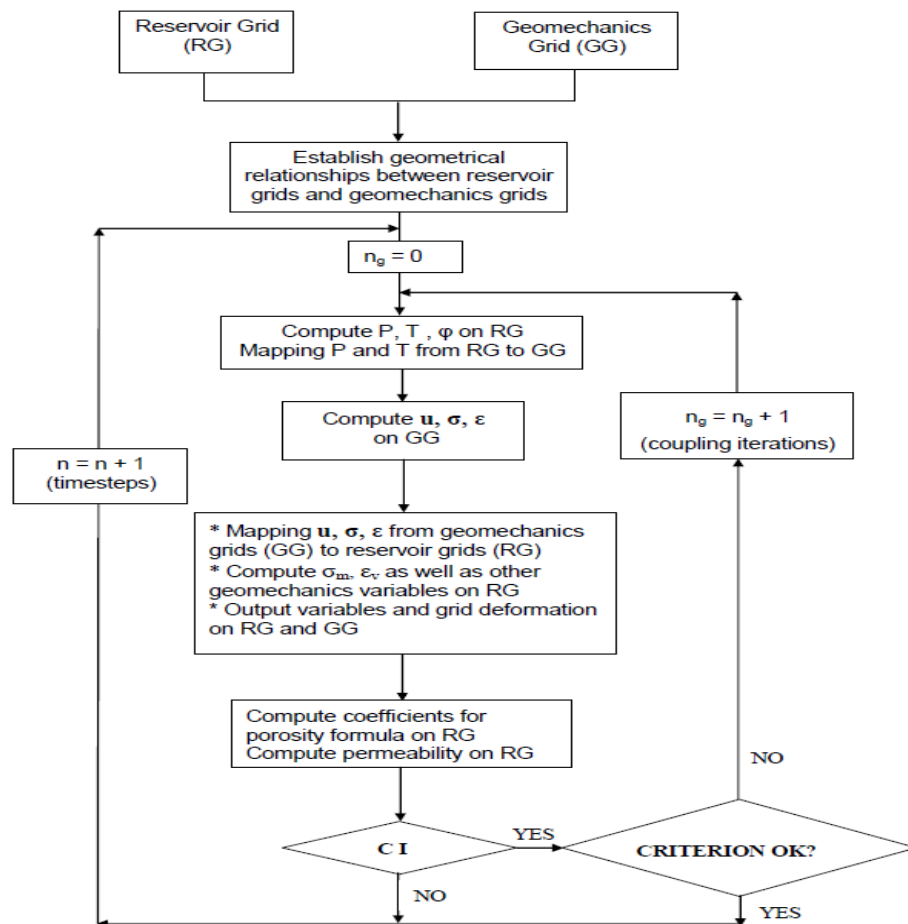 Reservoir Grid
(RG)
Geomechanics
Grid (GG)
Establish geometrical
relationships between reservoir
grids and geomechanics grids
n_g = 0
Compute P, T , φ on RG
Mapping P and T from RG to GG
Compute u, σ, ε
on GG
n_g = n_g + 1
(coupling iterations)
n = n + 1
(timesteps)
* Mapping u, σ, ε from geomechanics
grids (GG) to reservoir grids (RG)
* Compute σ_m, ε_v as well as other
geomechanics variables on RG
* Output variables and grid deformation
on RG and GG
Compute coefficients for
porosity formula on RG
Compute permeability on RG
NO
C I
YES
CRITERION OK?
NO
YES